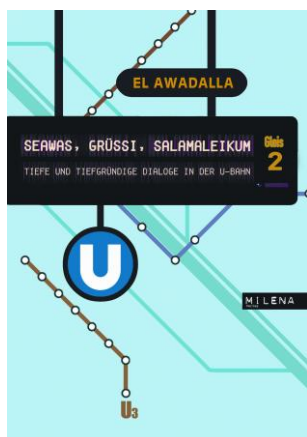 EL AWADALLA
SEAWAS, GRÜSSI, SALAMALEIKUM
TIEFE UND TIEFGRÜNDIGE DIALOGE IN DER U-BAHN
Gleis
2
U
MILENA
U3